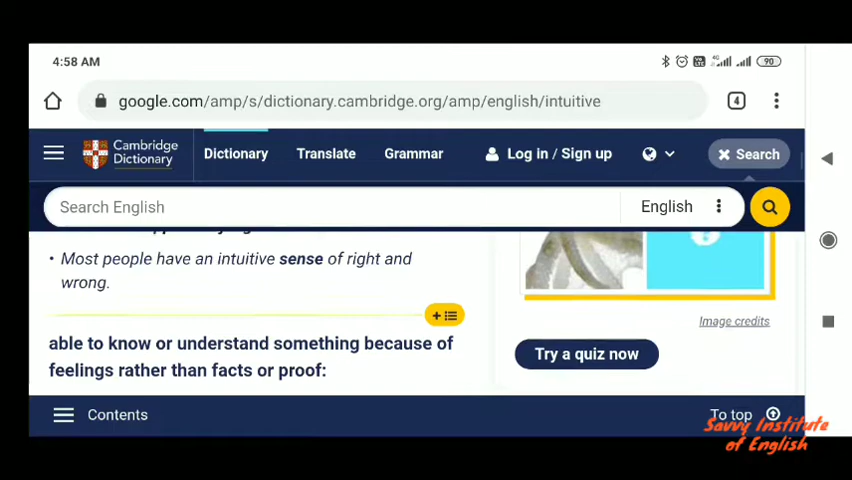 4:58 AM
90
google.com/amp/s/dictionary.cambridge.org/amp/english/intuitive
4
Cambridge
Dictionary
Dictionary
Translate
Grammar
Log in / Sign up
Search
Search English
English
• Most people have an intuitive sense of right and
wrong.
able to know or understand something because of
feelings rather than facts or proof:
Image credits
Try a quiz now
Contents
To top
Savvy Institute
of English